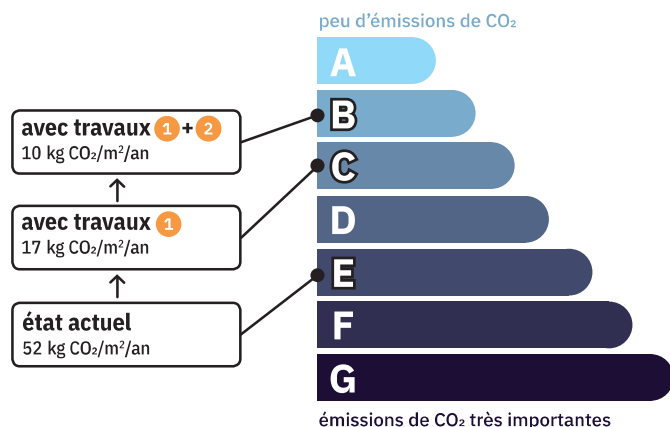 peu d'émissions de CO₂
A
avec travaux 1 + 2
10 kg CO₂/m²/an
B
C
avec travaux 1
17 kg CO₂/m²/an
D
E
état actuel
52 kg CO₂/m²/an
F
G
émissions de CO₂ très importantes